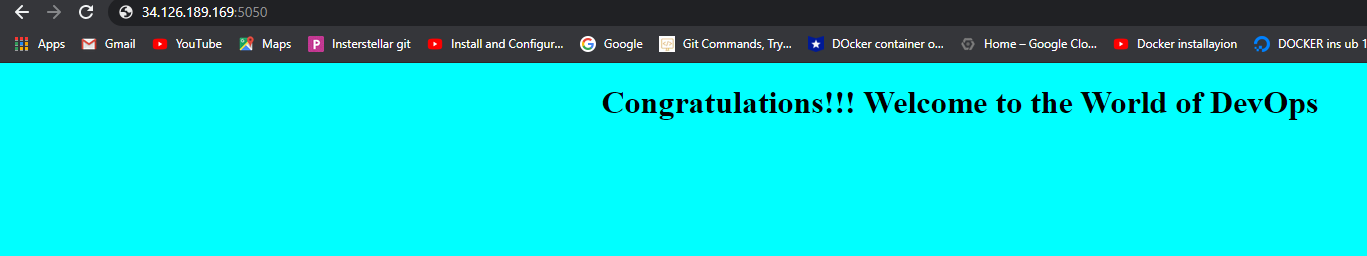 34.126.189.169:5050
Apps Gmail YouTube Maps P Insterstellar git Install and Configur... Google Git Commands, Try... DOcker container o... Home – Google Clo... Docker installayion DOCKER ins ub 1
Congratulations!!! Welcome to the World of DevOps